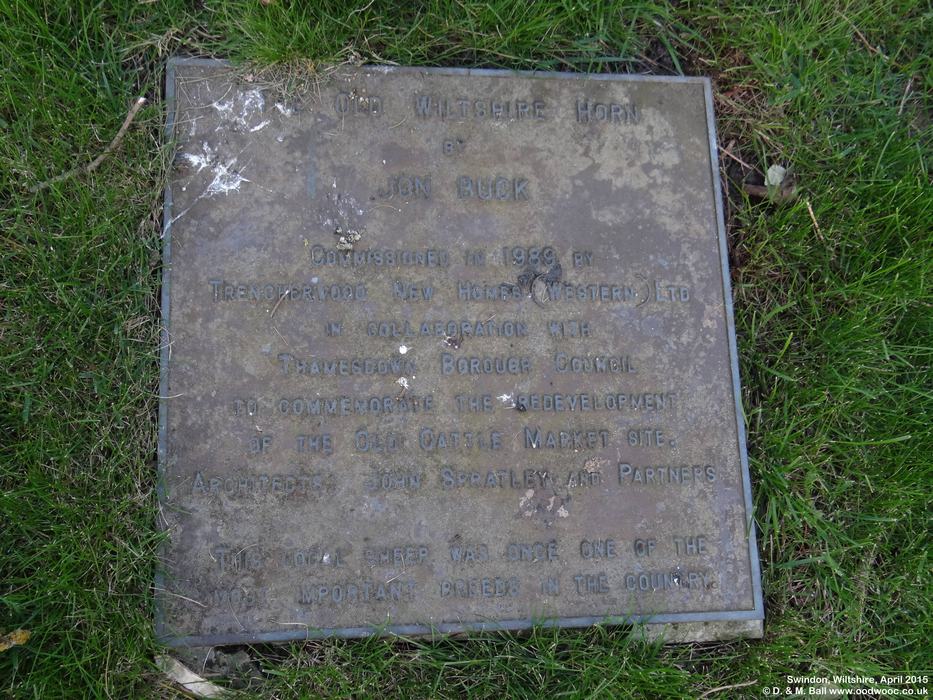 THE OLD WILTSHIRE HORN
BY
JON BUCK
COMMISSIONED IN 1989 BY
TRENCHERWOOD NEW HOMES (WESTERN) LTD
IN COLLABORATION WITH
THAMESDOWN BOROUGH COUNCIL
TO COMMEMORATE THE REDEVELOPMENT
OF THE OLD CATTLE MARKET SITE.
ARCHITECTS JOHN SPRATLEY AND PARTNERS
THIS LOCAL SHEEP WAS ONCE ONE OF THE
MOST IMPORTANT BREEDS IN THE COUNTRY.
Swindon, Wiltshire, April 2015
© D. & M. Ball www.oodwooc.co.uk